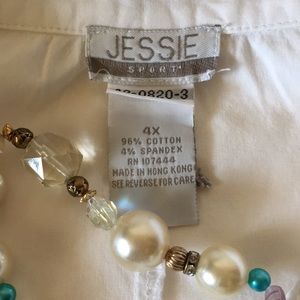 JESSIE
SPORT
-0820-3
4X
96% COTTON
4% SPANDEX
RN 107444
MADE IN HONG KONG
SEE REVERSE FOR CARE